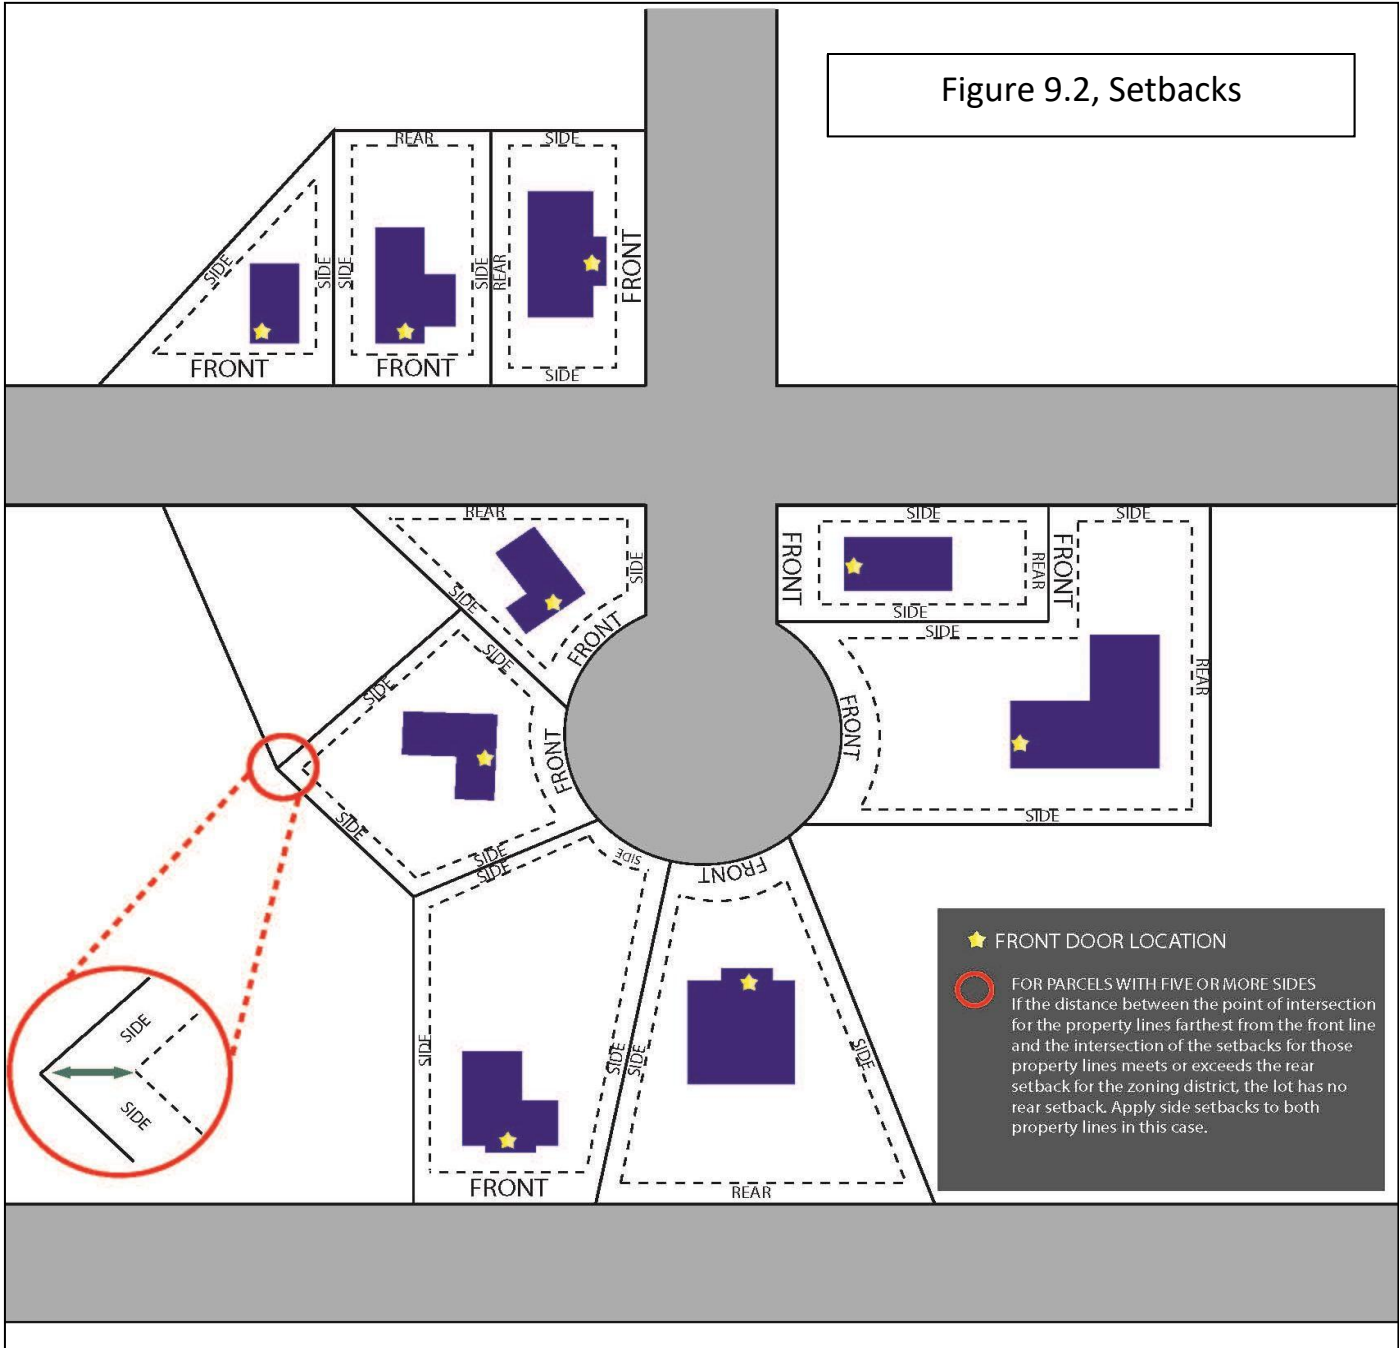 Figure 9.2, Setbacks
REAR
SIDE
SIDE
SIDE
SIDE
SIDE
REAR
FRONT
FRONT
FRONT
SIDE
REAR
SIDE
SIDE
FRONT
SIDE
SIDE
FRONT
REAR
SIDE
FRONT
SIDE
SIDE
REAR
FRONT
SIDE
SIDE
SIDE
FRONT
SIDE
SIDE
SIDE
SIDE
SIDE
SIDE
SIDE
FRONT
FRONT
SIDE
SIDE
SIDE
REAR
SIDE
SIDE
★ FRONT DOOR LOCATION
FOR PARCELS WITH FIVE OR MORE SIDES
If the distance between the point of intersection
for the property lines farthest from the front line
and the intersection of the setbacks for those
property lines meets or exceeds the rear
setback for the zoning district, the lot has no
rear setback. Apply side setbacks to both
property lines in this case.